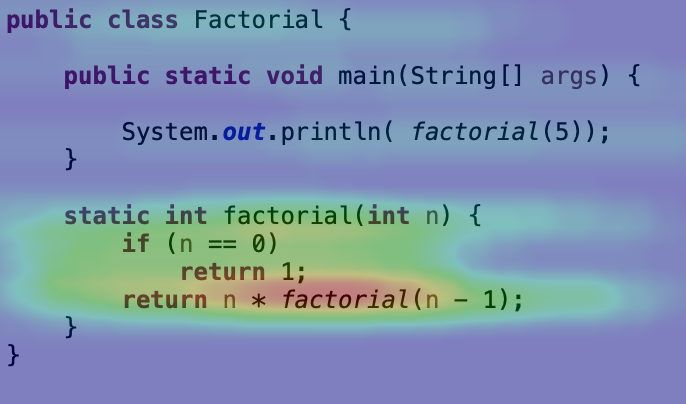 public class Factorial {
public static void main(String[] args) {
System.out.println( factorial(5));
}
static int factorial(int n) {
if (n == 0)
return 1;
return n * factorial(n - 1);
}
}